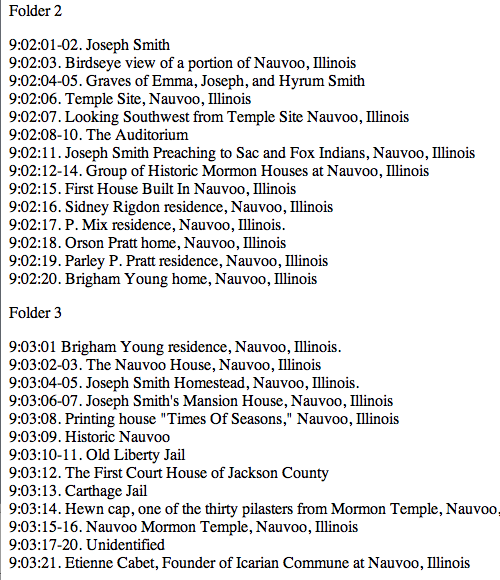 Folder 2
9:02:01-02. Joseph Smith
9:02:03. Birdseye view of a portion of Nauvoo, Illinois
9:02:04-05. Graves of Emma, Joseph, and Hyrum Smith
9:02:06. Temple Site, Nauvoo, Illinois
9:02:07. Looking Southwest from Temple Site Nauvoo, Illinois
9:02:08-10. The Auditorium
9:02:11. Joseph Smith Preaching to Sac and Fox Indians, Nauvoo, Illinois
9:02:12-14. Group of Historic Mormon Houses at Nauvoo, Illinois
9:02:15. First House Built In Nauvoo, Illinois
9:02:16. Sidney Rigdon residence, Nauvoo, Illinois
9:02:17. P. Mix residence, Nauvoo, Illinois.
9:02:18. Orson Pratt home, Nauvoo, Illinois
9:02:19. Parley P. Pratt residence, Nauvoo, Illinois
9:02:20. Brigham Young home, Nauvoo, Illinois
Folder 3
9:03:01 Brigham Young residence, Nauvoo, Illinois.
9:03:02-03. The Nauvoo House, Nauvoo, Illinois
9:03:04-05. Joseph Smith Homestead, Nauvoo, Illinois.
9:03:06-07. Joseph Smith's Mansion House, Nauvoo, Illinois
9:03:08. Printing house "Times Of Seasons," Nauvoo, Illinois
9:03:09. Historic Nauvoo
9:03:10-11. Old Liberty Jail
9:03:12. The First Court House of Jackson County
9:03:13. Carthage Jail
9:03:14. Hewn cap, one of the thirty pilasters from Mormon Temple, Nauvoo,
9:03:15-16. Nauvoo Mormon Temple, Nauvoo, Illinois
9:03:17-20. Unidentified
9:03:21. Etienne Cabet, Founder of Icarian Commune at Nauvoo, Illinois